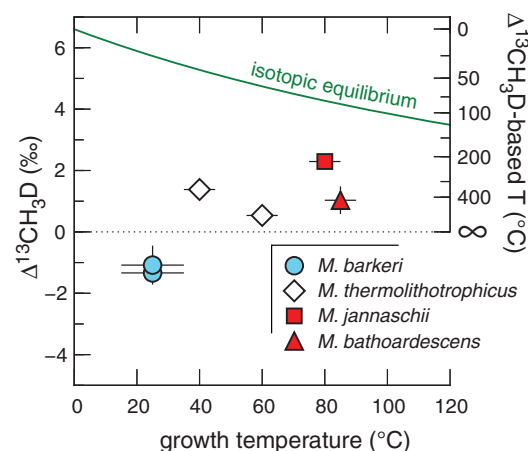 6
4
2
0
−2
−4
Δ¹³CH₃D (‰)
isotopic equilibrium
0
50
100
200
400
∞
Δ¹³CH₃D-based T (°C)
M. barkeri
M. thermolithotrophicus
M. jannaschii
M. bathoardescens
0 20 40 60 80 100 120
growth temperature (°C)